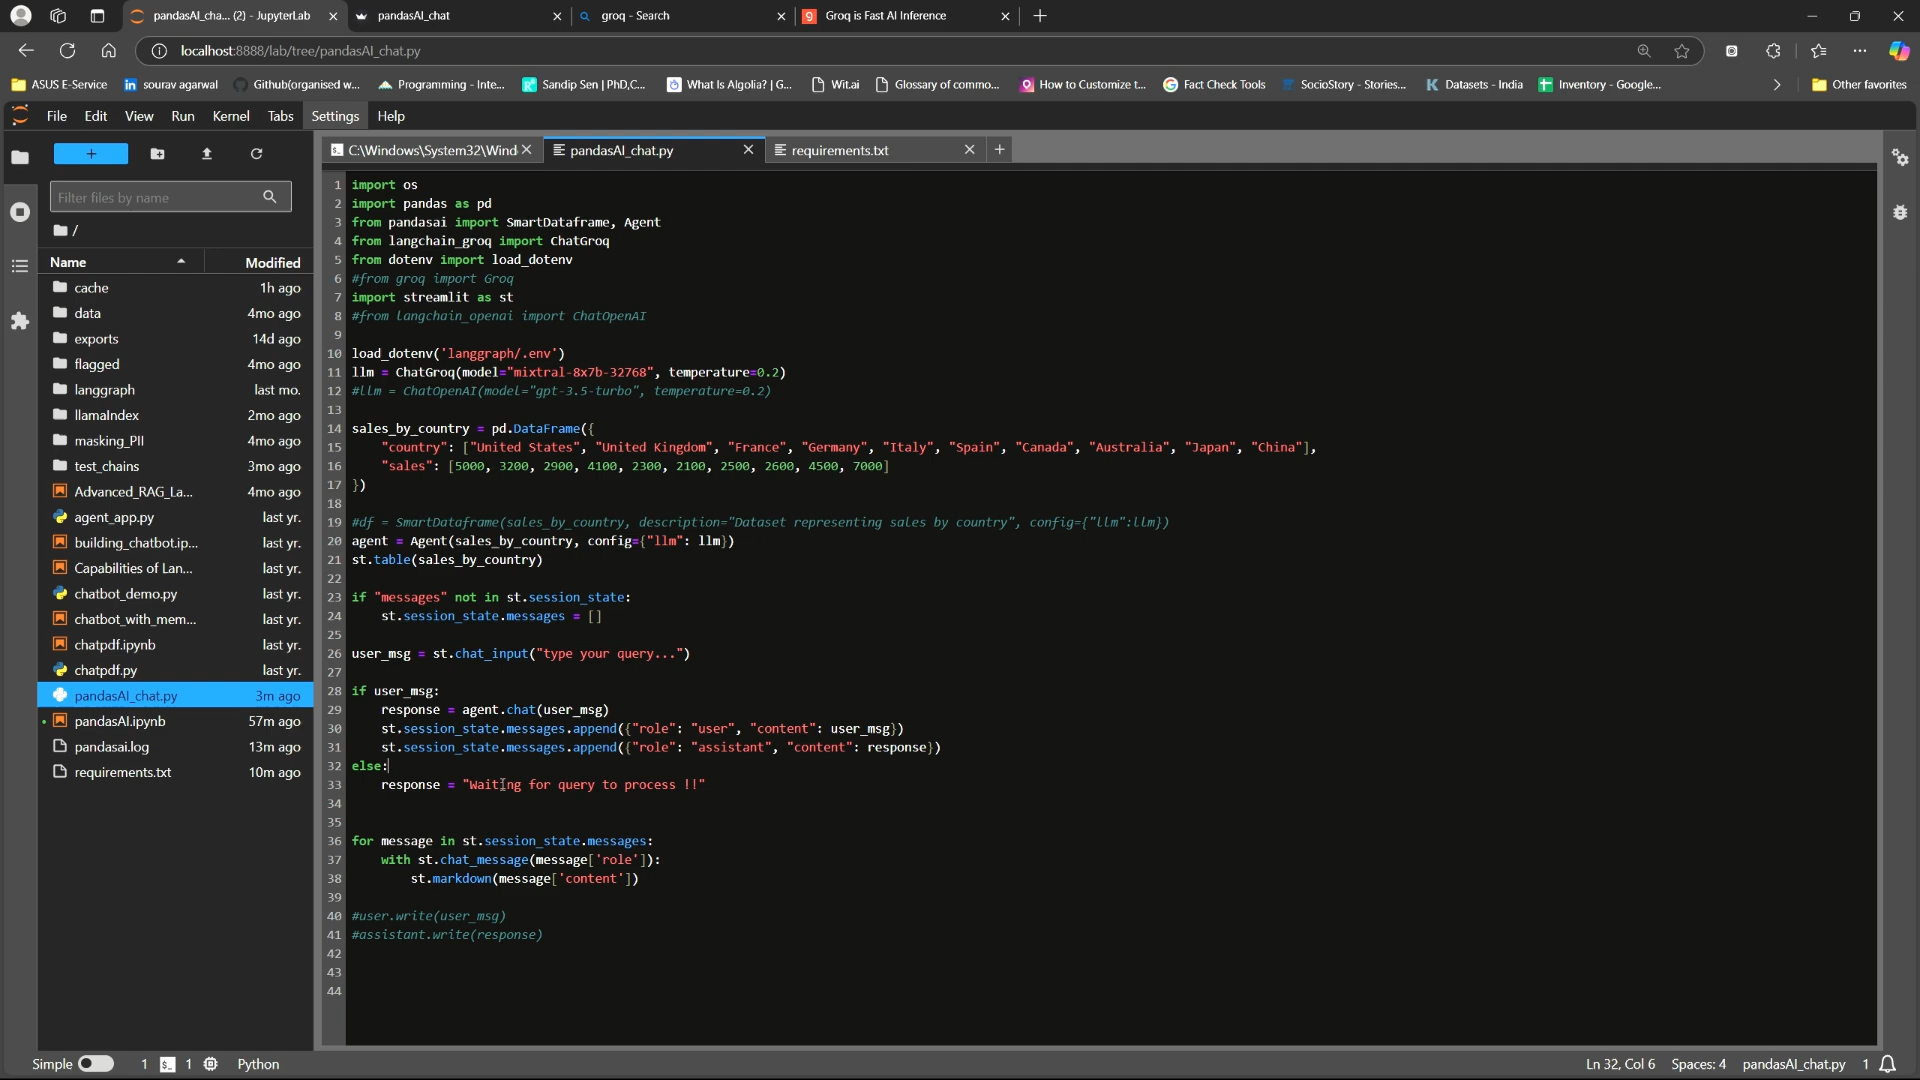 pandasAI_cha... (2) - JupyterLab
pandasAI_chat
groq - Search
Groq is Fast AI Inference
localhost:8888/lab/tree/pandasAI_chat.py
ASUS E-Service
sourav agarwal
Github(organised w...
Programming - Inte...
Sandip Sen | PhD,C...
What Is Algolia? | G...
Wit.ai
Glossary of commo...
How to Customize t...
Fact Check Tools
SocioStory - Stories...
Datasets - India
Inventory - Google...
Other favorites
File Edit View Run Kernel Tabs Settings Help
C:\Windows\System32\Wind
pandasAI_chat.py
requirements.txt
Filter files by name
/
Name Modified
cache 1h ago
data 4mo ago
exports 14d ago
flagged 4mo ago
langgraph last mo.
llamaIndex 2mo ago
masking_PII 4mo ago
test_chains 3mo ago
Advanced_RAG_La... 4mo ago
agent_app.py last yr.
building_chatbot.ip... last yr.
Capabilities of Lan... last yr.
chatbot_demo.py last yr.
chatbot_with_mem... last yr.
chatpdf.ipynb last yr.
chatpdf.py last yr.
pandasAI_chat.py 3m ago
pandasAI.ipynb 57m ago
pandasai.log 13m ago
requirements.txt 10m ago
1 import os
2 import pandas as pd
3 from pandasai import SmartDataframe, Agent
4 from langchain_groq import ChatGroq
5 from dotenv import load_dotenv
6 #from groq import Groq
7 import streamlit as st
8 #from langchain_openai import ChatOpenAI
9
10 load_dotenv('langgraph/.env')
11 llm = ChatGroq(model="mixtral-8x7b-32768", temperature=0.2)
12 #llm = ChatOpenAI(model="gpt-3.5-turbo", temperature=0.2)
13
14 sales_by_country = pd.DataFrame({
15 "country": ["United States", "United Kingdom", "France", "Germany", "Italy", "Spain", "Canada", "Australia", "Japan", "China"],
16 "sales": [5000, 3200, 2900, 4100, 2300, 2100, 2500, 2600, 4500, 7000]
17 })
18
19 #df = SmartDataframe(sales_by_country, description="Dataset representing sales by country", config={"llm":llm})
20 agent = Agent(sales_by_country, config={"llm": llm})
21 st.table(sales_by_country)
22
23 if "messages" not in st.session_state:
24 st.session_state.messages = []
25
26 user_msg = st.chat_input("type your query...")
27
28 if user_msg:
29 response = agent.chat(user_msg)
30 st.session_state.messages.append({"role": "user", "content": user_msg})
31 st.session_state.messages.append({"role": "assistant", "content": response})
32 else:
33 response = "Waiting for query to process !!"
34
35
36 for message in st.session_state.messages:
37 with st.chat_message(message['role']):
38 st.markdown(message['content'])
39
40 #user.write(user_msg)
41 #assistant.write(response)
42
43
44
Simple 1 $_ 1 Python
Ln 32, Col 6 Spaces: 4 pandasAI_chat.py 1